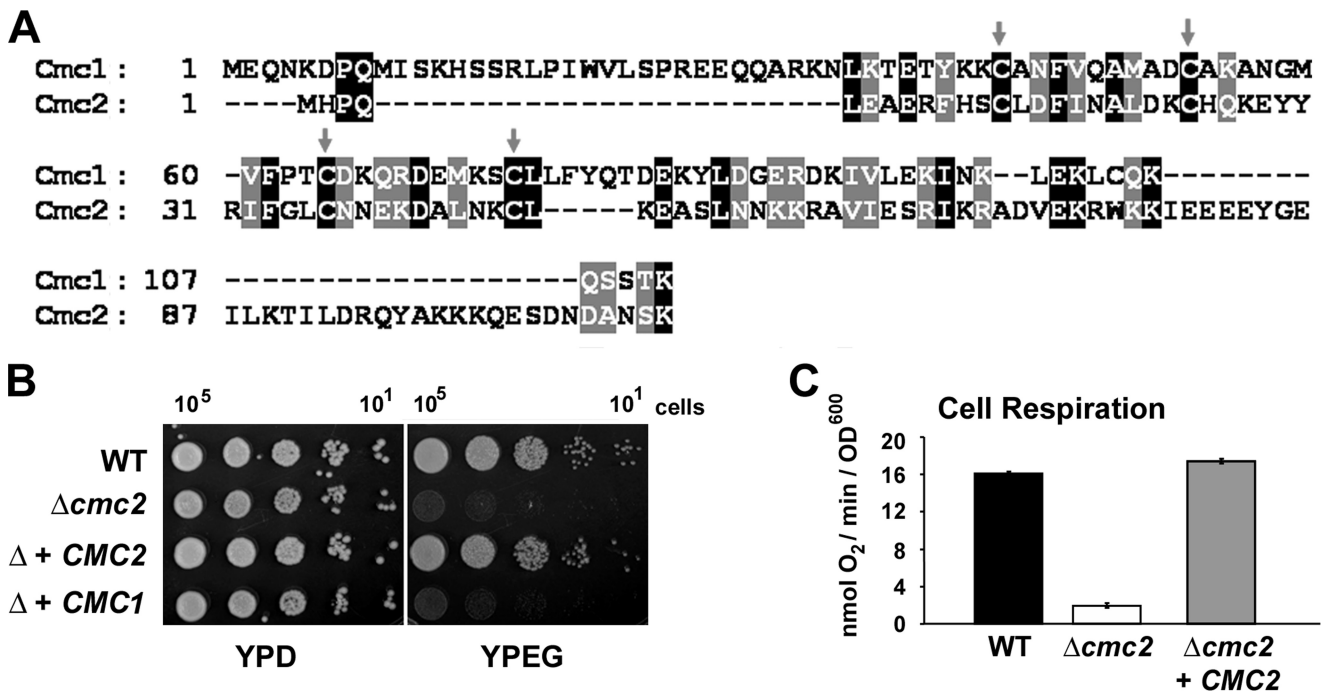 A
Cmc1 : 1 MEQNKDPQMISKHSSRLPIWVLSPREEQQARKNLKTETYKKCANFVQAMADCAKANGM
Cmc2 : 1 ----MHPQ--------------------------LEAERFHSCLDFINALDKCHQKEYY
Cmc1 : 60 -VFPTCDKQRDEMKSCLLFYQTDEKYLDGERDKIVLEKINK--LEKLCQK--------
Cmc2 : 31 RIFGLCNNEKDALNKCL-----KEASLNNKKRAVIESRIKRADVEKRWKKIEEEEYGE
Cmc1 : 107 -------------------QSSTK
Cmc2 : 87 ILKTILDRQYAKKKQESDNDANSK
B
10⁵ 10¹ 10⁵ 10¹ cells
WT
Δcmc2
Δ + CMC2
Δ + CMC1
YPD YPEG
C
Cell Respiration
nmol O₂ / min / OD⁶⁰⁰
20
16
12
8
4
0
WT Δcmc2 Δcmc2
+ CMC2